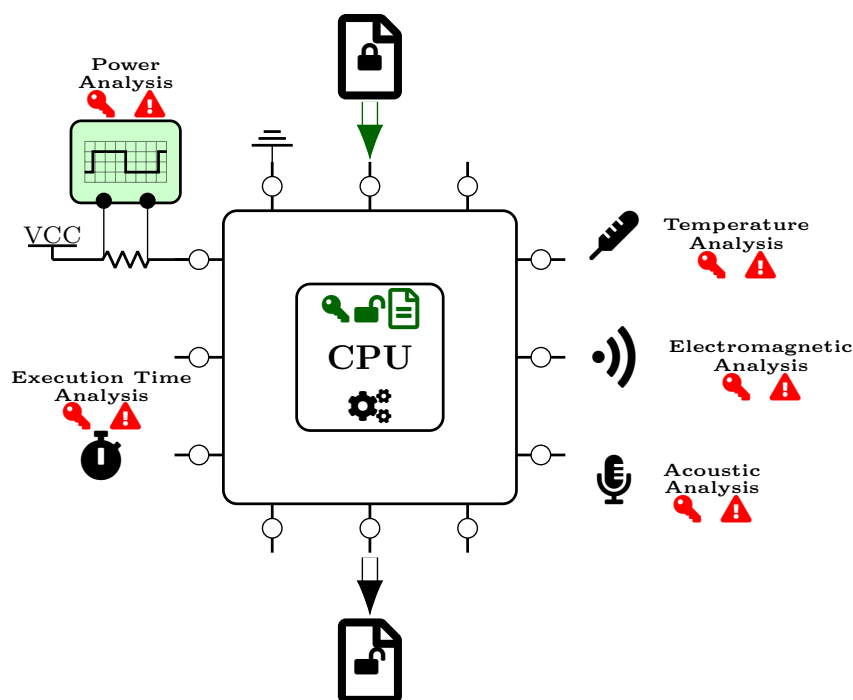 Power
Analysis
VCC
Temperature
Analysis
CPU
Electromagnetic
Analysis
Execution Time
Analysis
Acoustic
Analysis